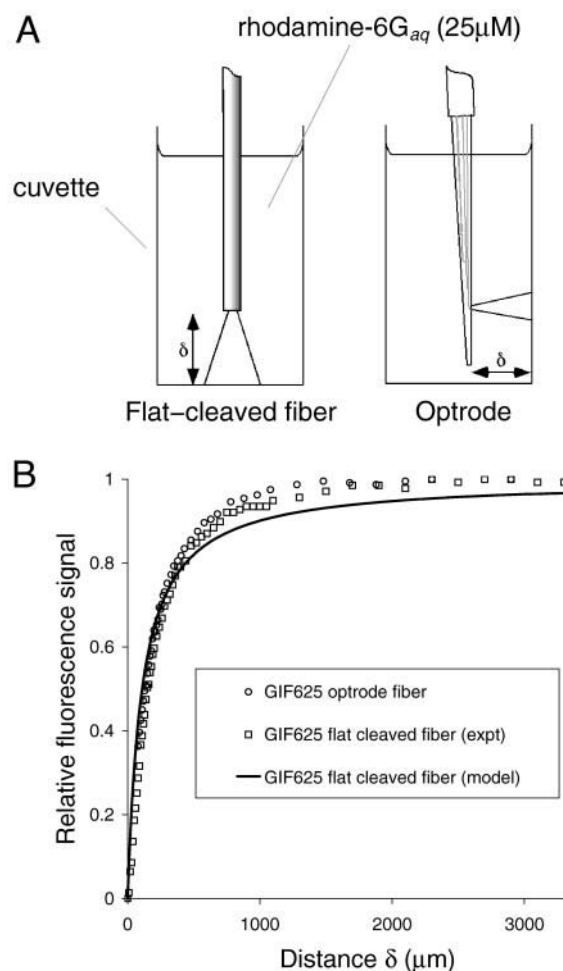 A
rhodamine-6Gaq (25μM)
cuvette
δ
δ
Flat–cleaved fiber
Optrode
B
Relative fluorescence signal
1
0.8
0.6
0.4
0.2
0
GIF625 optrode fiber
GIF625 flat cleaved fiber (expt)
GIF625 flat cleaved fiber (model)
0 1000 2000 3000
Distance δ (μm)